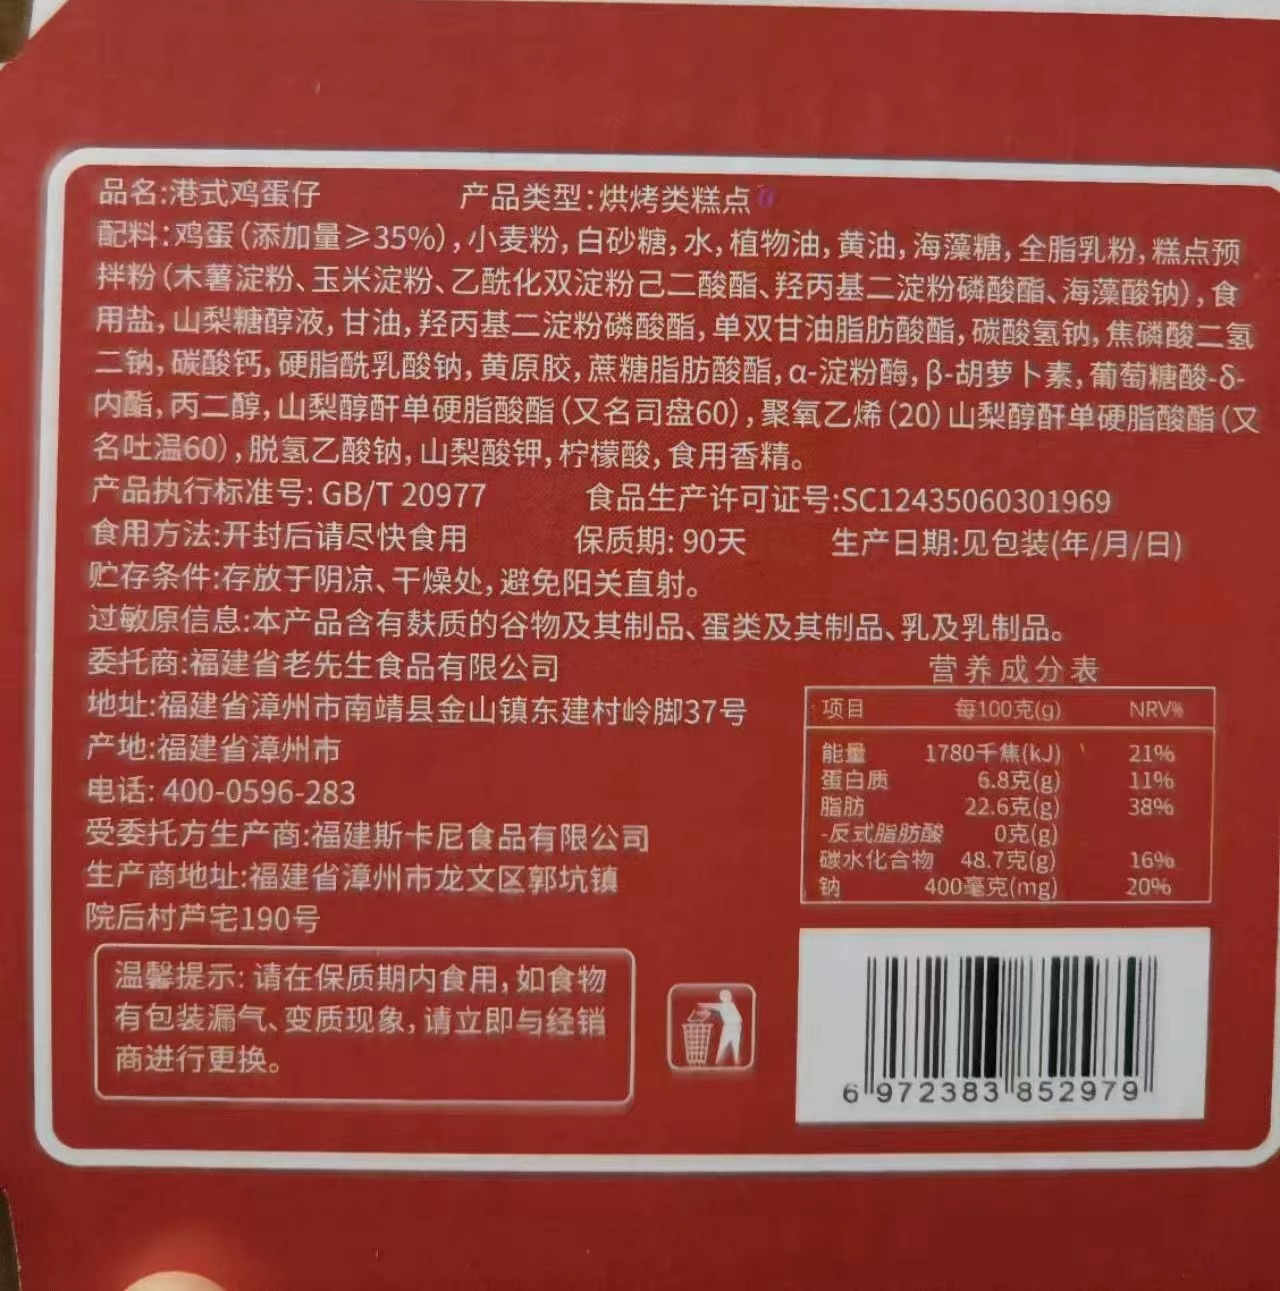 品名:港式鸡蛋仔 产品类型:烘烤类糕点
配料:鸡蛋(添加量≥35%),小麦粉,白砂糖,水,植物油,黄油,海藻糖,全脂乳粉,糕点预
拌粉(木薯淀粉、玉米淀粉、乙酰化双淀粉己二酸酯、羟丙基二淀粉磷酸酯、海藻酸钠),食
用盐,山梨糖醇液,甘油,羟丙基二淀粉磷酸酯,单双甘油脂肪酸酯,碳酸氢钠,焦磷酸二氢
二钠,碳酸钙,硬脂酰乳酸钠,黄原胶,蔗糖脂肪酸酯,α-淀粉酶,β-胡萝卜素,葡萄糖酸-δ-
内酯,丙二醇,山梨醇酐单硬脂酸酯(又名司盘60),聚氧乙烯(20)山梨醇酐单硬脂酸酯(又
名吐温60),脱氢乙酸钠,山梨酸钾,柠檬酸,食用香精。
产品执行标准号: GB/T 20977 食品生产许可证号:SC12435060301969
食用方法:开封后请尽快食用 保质期: 90天 生产日期:见包装(年/月/日)
贮存条件:存放于阴凉、干燥处,避免阳关直射。
过敏原信息:本产品含有麸质的谷物及其制品、蛋类及其制品、乳及乳制品。
委托商:福建省老先生食品有限公司
地址:福建省漳州市南靖县金山镇东建村岭脚37号
产地:福建省漳州市
电话: 400-0596-283
受委托方生产商:福建斯卡尼食品有限公司
生产商地址:福建省漳州市龙文区郭坑镇
院后村芦宅190号
营养成分表
项目 每100克(g) NRV%
能量 1780千焦(kJ) 21%
蛋白质 6.8克(g) 11%
脂肪 22.6克(g) 38%
-反式脂肪酸 0克(g)
碳水化合物 48.7克(g) 16%
钠 400毫克(mg) 20%
温馨提示: 请在保质期内食用,如食物
有包装漏气、变质现象,请立即与经销
商进行更换。
6 972383 852979